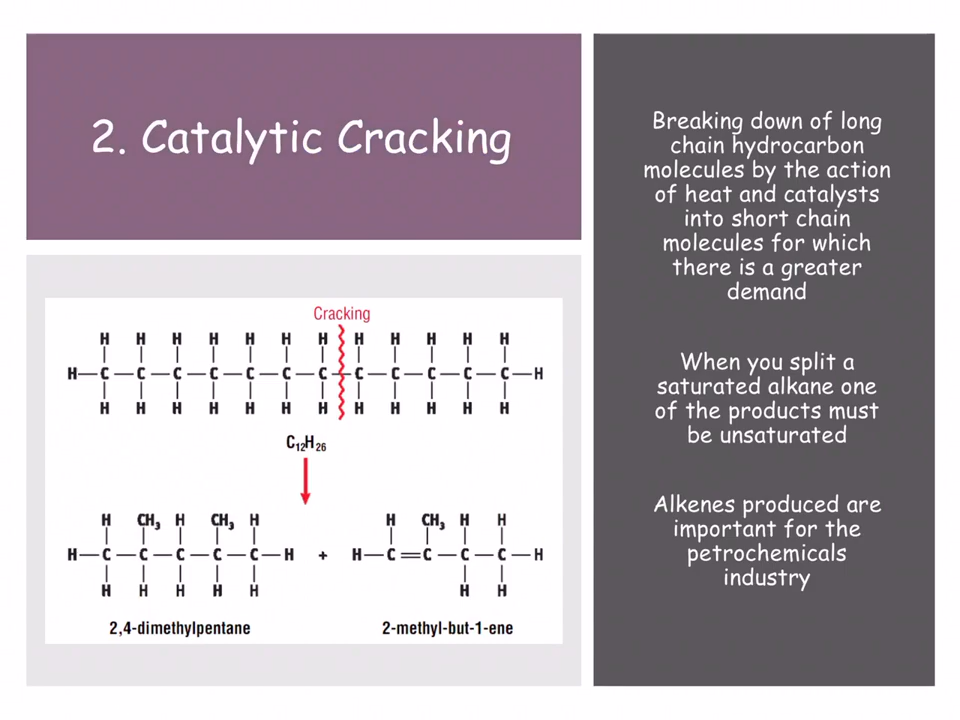 2. Catalytic Cracking
Breaking down of long
chain hydrocarbon
molecules by the action
of heat and catalysts
into short chain
molecules for which
there is a greater
demand
When you split a
saturated alkane one
of the products must
be unsaturated
Alkenes produced are
important for the
petrochemicals
industry
Cracking
H H H H H H H H H H H H
H—C—C—C—C—C—C—C—C—C—C—C—C—H
H H H H H H H H H H H H
C₁₂H₂₆
H CH₃ H CH₃ H
H—C—C—C—C—C—H
H H H H H
+
H CH₃ H H
H—C=C—C—C—H
H H
2,4-dimethylpentane
2-methyl-but-1-ene